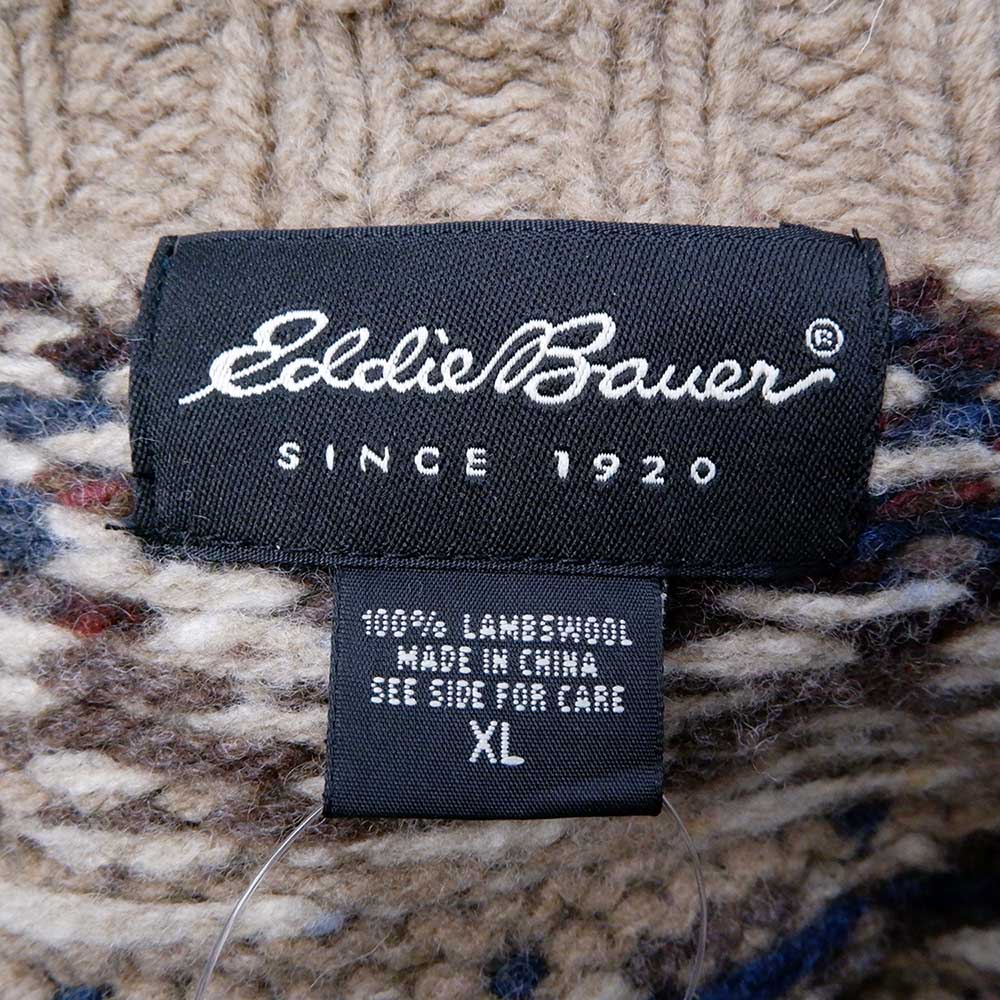 Eddie Bauer®
SINCE 1920
100% LAMBSWOOL
MADE IN CHINA
SEE SIDE FOR CARE
XL